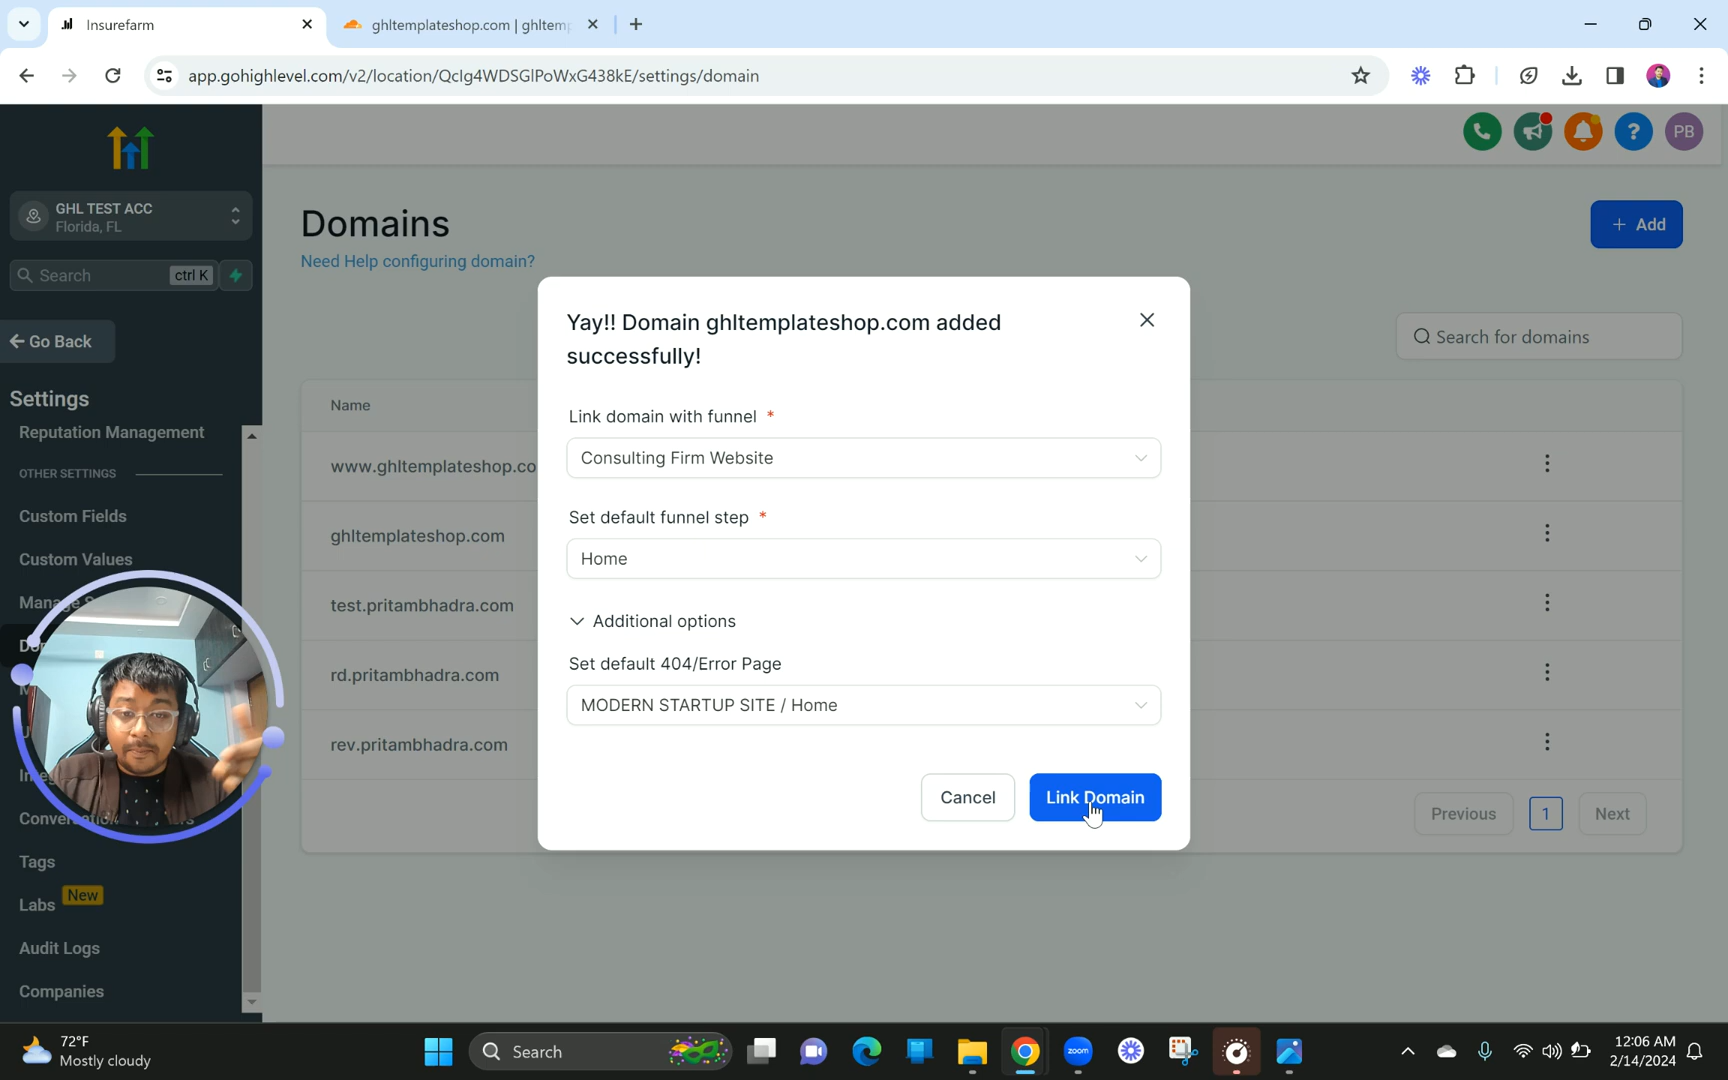 Insurefarm
ghltemplateshop.com | ghltemp
app.gohighlevel.com/v2/location/Qclg4WDSGlPoWxG438kE/settings/domain
GHL TEST ACC
Florida, FL
Search
ctrl K
Go Back
Settings
Reputation Management
OTHER SETTINGS
Custom Fields
Custom Values
Tags
Labs
New
Audit Logs
Companies
PB
Domains
Need Help configuring domain?
+ Add
Search for domains
Name
www.ghltemplateshop.co
ghltemplateshop.com
test.pritambhadra.com
rd.pritambhadra.com
rev.pritambhadra.com
Previous
1
Next
Yay!! Domain ghltemplateshop.com added
successfully!
Link domain with funnel *
Consulting Firm Website
Set default funnel step *
Home
Additional options
Set default 404/Error Page
MODERN STARTUP SITE / Home
Cancel
Link Domain
72°F
Mostly cloudy
Search
zoom
12:06 AM
2/14/2024